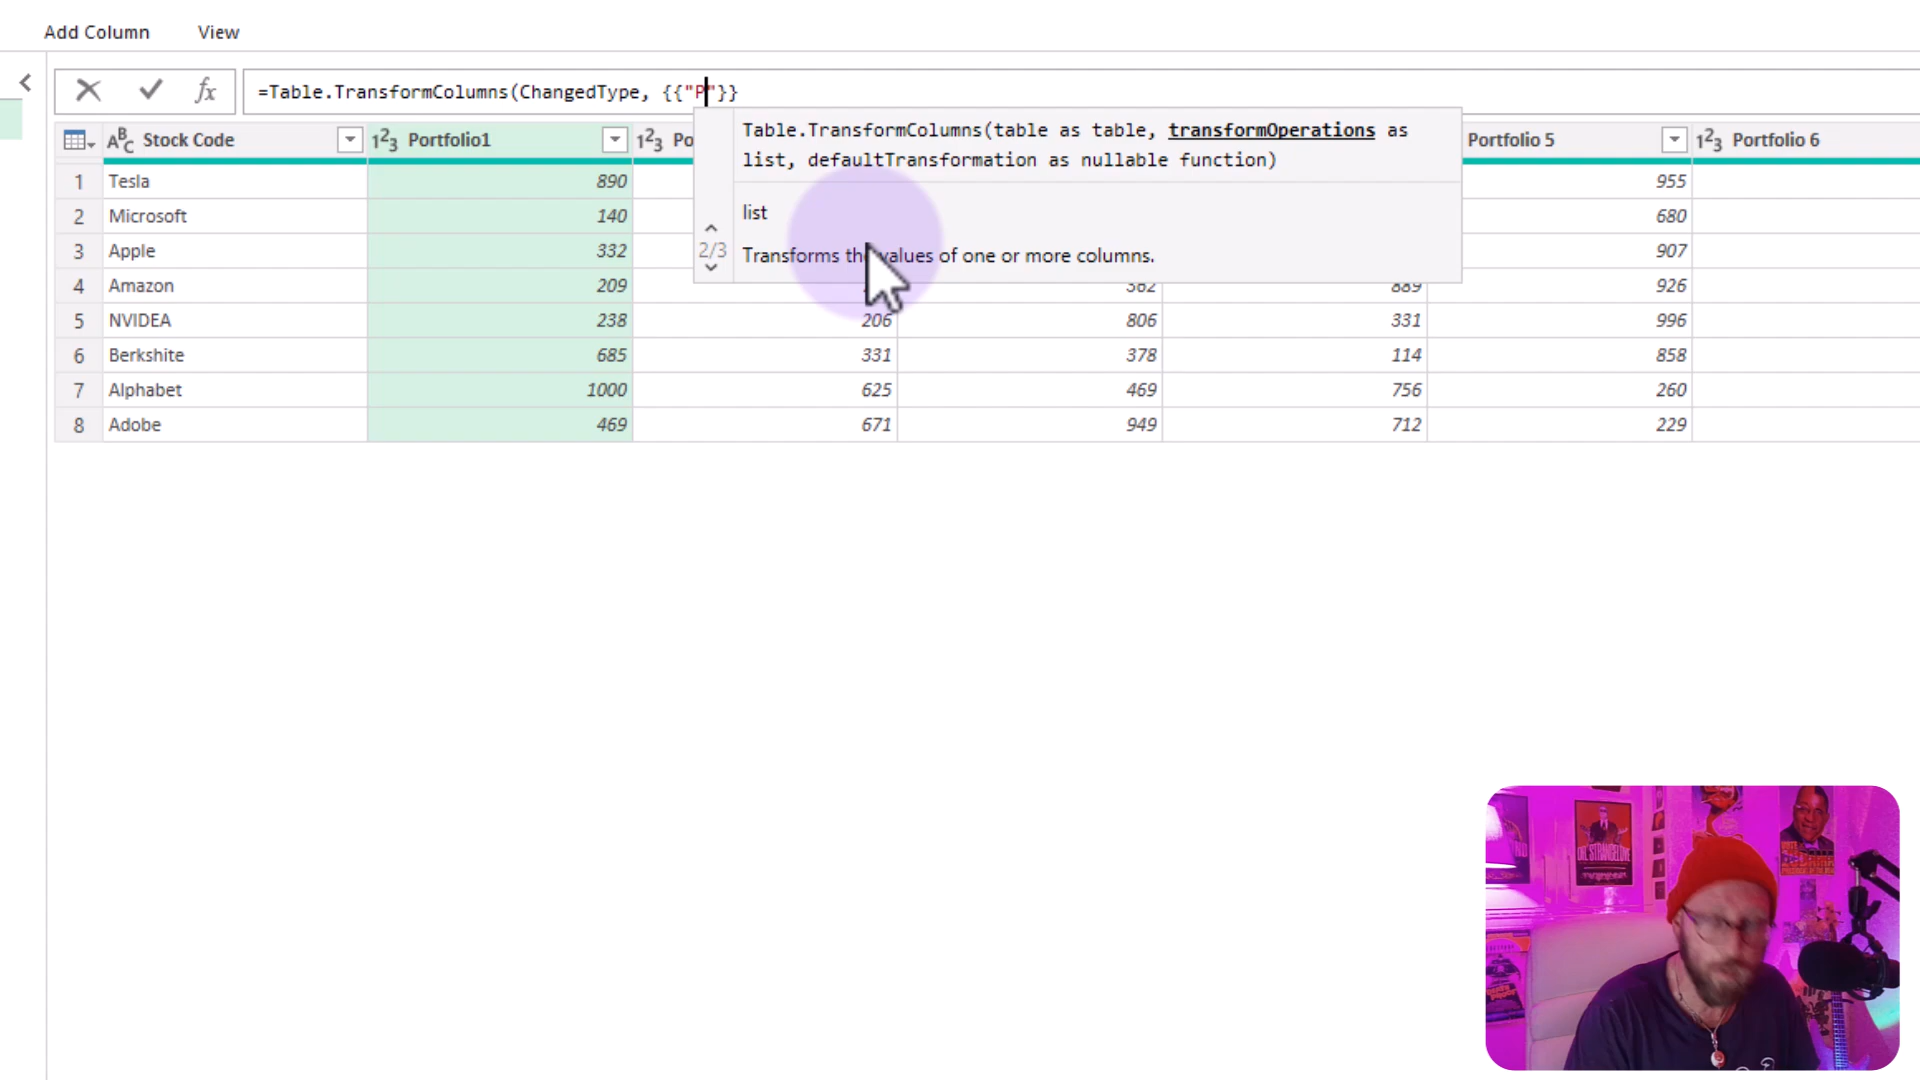 Add Column View
=Table.TransformColumns(ChangedType, {{"P"}}
Table.TransformColumns(table as table, transformOperations as
list, defaultTransformation as nullable function)
list
2/3
Transforms the values of one or more columns.
Stock Code Portfolio1 Po Portfolio 5 Portfolio 6
1 Tesla 890 955
2 Microsoft 140 680
3 Apple 332 907
4 Amazon 209 362 889 926
5 NVIDEA 238 206 806 331 996
6 Berkshite 685 331 378 114 858
7 Alphabet 1000 625 469 756 260
8 Adobe 469 671 949 712 229